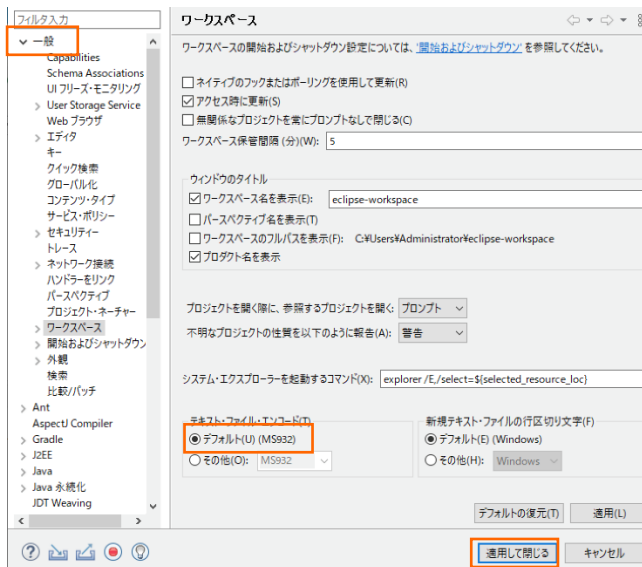 フィルタ入力
一般
Capabilities
Schema Associations
UI フリーズ・モニタリング
User Storage Service
Web ブラウザ
エディタ
キー
クイック検索
グローバル化
コンテンツ・タイプ
サービス・ポリシー
セキュリティー
トレース
ネットワーク接続
ハンドラーをリンク
パースペクティブ
プロジェクト・ネーチャー
ワークスペース
開始およびシャットダウン
外観
検索
比較/パッチ
Ant
AspectJ Compiler
Gradle
J2EE
Java
Java 永続化
JDT Weaving
ワークスペース
ワークスペースの開始およびシャットダウン設定については、'開始およびシャットダウン' を参照してください。
ネイティブのフックまたはポーリングを使用して更新(R)
アクセス時に更新(S)
無関係なプロジェクトを常にプロンプトなしで閉じる(C)
ワークスペース保管間隔 (分)(W): 5
ウィンドウのタイトル
ワークスペース名を表示(E): eclipse-workspace
パースペクティブ名を表示(T)
ワークスペースのフルパスを表示(F): C:¥Users¥Administrator¥eclipse-workspace
プロダクト名を表示
プロジェクトを開く際に、参照するプロジェクトを開く: プロンプト
不明なプロジェクトの性質を以下のように報告(A): 警告
システム・エクスプローラーを起動するコマンド(X): explorer /E,/select=${selected_resource_loc}
テキスト・ファイル・エンコード(T)
デフォルト(U) (MS932)
その他(O): MS932
新規テキスト・ファイルの行区切り文字(F)
デフォルト(E) (Windows)
その他(H): Windows
デフォルトの復元(T) 適用(L)
適用して閉じる キャンセル